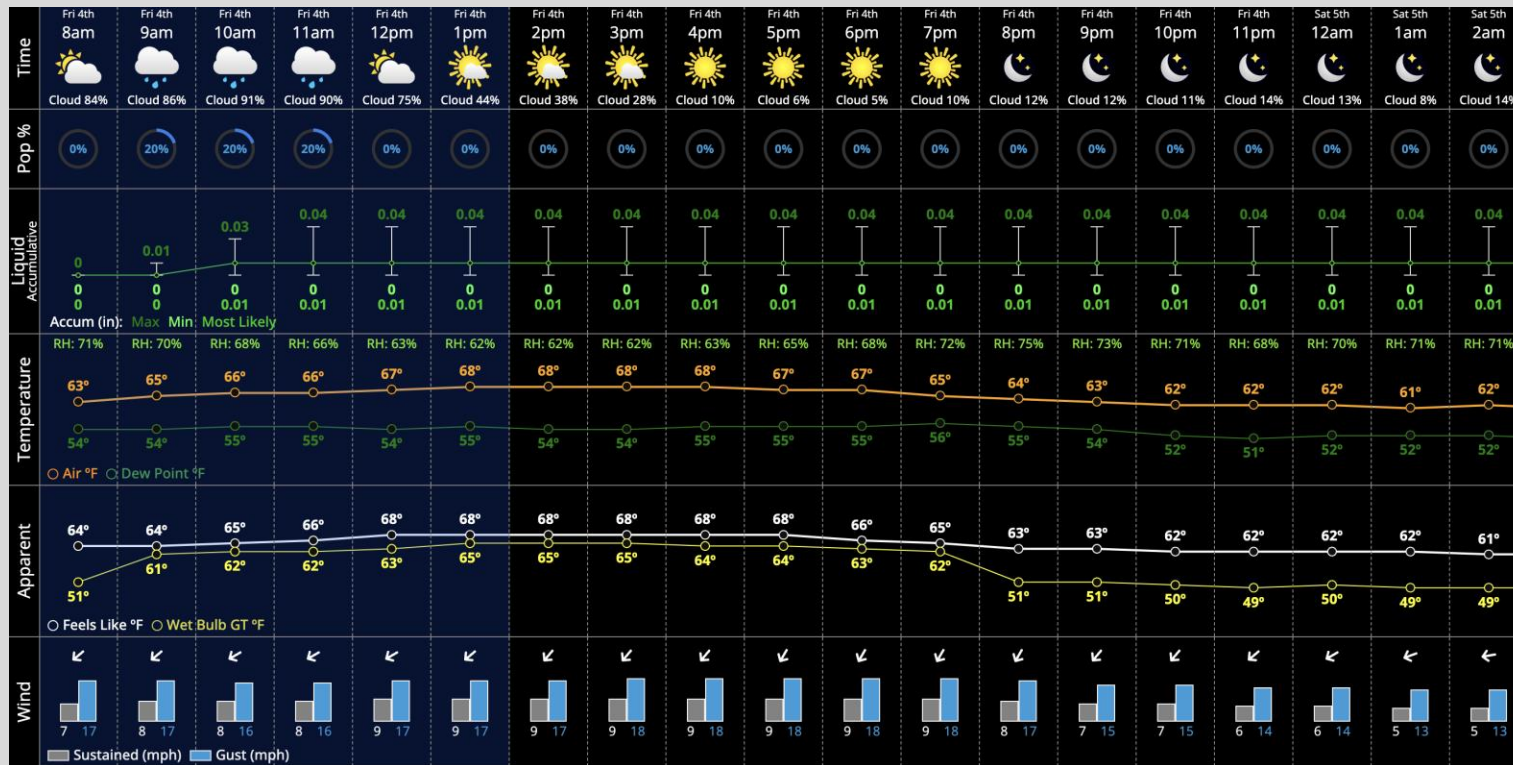 Fri 4th Fri 4th Fri 4th Fri 4th Fri 4th Fri 4th Fri 4th Fri 4th Fri 4th Fri 4th Fri 4th Fri 4th Fri 4th Fri 4th Fri 4th Fri 4th Sat 5th Sat 5th Sat 5th
Time
8am 9am 10am 11am 12pm 1pm 2pm 3pm 4pm 5pm 6pm 7pm 8pm 9pm 10pm 11pm 12am 1am 2am
Cloud 84% Cloud 86% Cloud 91% Cloud 90% Cloud 75% Cloud 44% Cloud 38% Cloud 28% Cloud 10% Cloud 6% Cloud 5% Cloud 10% Cloud 12% Cloud 12% Cloud 11% Cloud 14% Cloud 13% Cloud 8% Cloud 14%
Pop %
0% 20% 20% 20% 0% 0% 0% 0% 0% 0% 0% 0% 0% 0% 0% 0% 0% 0% 0%
Liquid
Accumulative
0 0.01 0.03 0.04 0.04 0.04 0.04 0.04 0.04 0.04 0.04 0.04 0.04 0.04 0.04 0.04 0.04 0.04 0.04
0 0 0 0 0 0 0 0 0 0 0 0 0 0 0 0 0 0 0
0 0 0.01 0.01 0.01 0.01 0.01 0.01 0.01 0.01 0.01 0.01 0.01 0.01 0.01 0.01 0.01 0.01 0.01
Accum (in): Max Min Most Likely
Temperature
RH: 71% RH: 70% RH: 68% RH: 66% RH: 63% RH: 62% RH: 62% RH: 62% RH: 63% RH: 65% RH: 68% RH: 72% RH: 75% RH: 73% RH: 71% RH: 68% RH: 70% RH: 71% RH: 71%
63° 65° 66° 66° 67° 68° 68° 68° 68° 67° 67° 65° 64° 63° 62° 62° 62° 61° 62°
54° 54° 55° 55° 54° 55° 54° 54° 55° 55° 55° 56° 55° 54° 52° 51° 52° 52° 52°
Air °F Dew Point °F
Apparent
64° 64° 65° 66° 68° 68° 68° 68° 68° 68° 66° 65° 63° 63° 62° 62° 62° 62° 61°
51° 61° 62° 62° 63° 65° 65° 65° 64° 64° 63° 62° 51° 51° 50° 49° 50° 49° 49°
Feels Like °F Wet Bulb GT °F
Wind
7 17 8 17 8 16 8 16 9 17 9 17 9 17 9 18 9 18 9 18 9 18 9 18 8 17 7 15 7 15 6 14 6 14 5 13 5 13
Sustained (mph) Gust (mph)